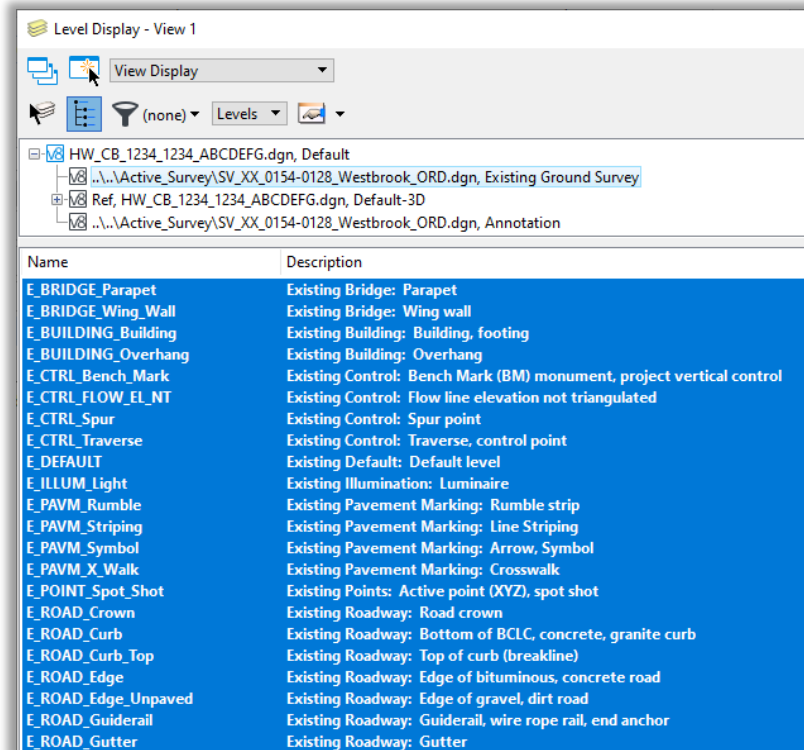 Level Display - View 1
View Display
(none) Levels
HW_CB_1234_1234_ABCDEFG.dgn, Default
..\..\Active_Survey\SV_XX_0154-0128_Westbrook_ORD.dgn, Existing Ground Survey
Ref, HW_CB_1234_1234_ABCDEFG.dgn, Default-3D
..\..\Active_Survey\SV_XX_0154-0128_Westbrook_ORD.dgn, Annotation
Name Description
E_BRIDGE_Parapet Existing Bridge: Parapet
E_BRIDGE_Wing_Wall Existing Bridge: Wing wall
E_BUILDING_Building Existing Building: Building, footing
E_BUILDING_Overhang Existing Building: Overhang
E_CTRL_Bench_Mark Existing Control: Bench Mark (BM) monument, project vertical control
E_CTRL_FLOW_EL_NT Existing Control: Flow line elevation not triangulated
E_CTRL_Spur Existing Control: Spur point
E_CTRL_Traverse Existing Control: Traverse, control point
E_DEFAULT Existing Default: Default level
E_ILLUM_Light Existing Illumination: Luminaire
E_PAVM_Rumble Existing Pavement Marking: Rumble strip
E_PAVM_Striping Existing Pavement Marking: Line Striping
E_PAVM_Symbol Existing Pavement Marking: Arrow, Symbol
E_PAVM_X_Walk Existing Pavement Marking: Crosswalk
E_POINT_Spot_Shot Existing Points: Active point (XYZ), spot shot
E_ROAD_Crown Existing Roadway: Road crown
E_ROAD_Curb Existing Roadway: Bottom of BCLC, concrete, granite curb
E_ROAD_Curb_Top Existing Roadway: Top of curb (breakline)
E_ROAD_Edge Existing Roadway: Edge of bituminous, concrete road
E_ROAD_Edge_Unpaved Existing Roadway: Edge of gravel, dirt road
E_ROAD_Guiderail Existing Roadway: Guiderail, wire rope rail, end anchor
E_ROAD_Gutter Existing Roadway: Gutter